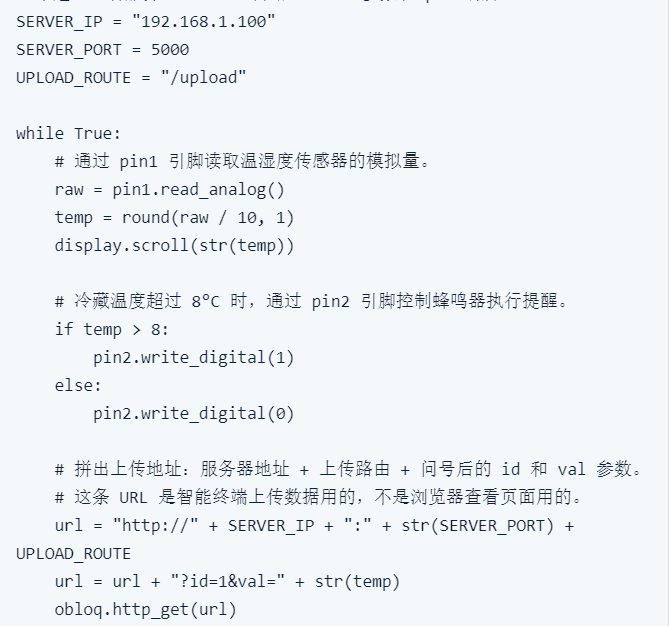 SERVER_IP = "192.168.1.100"
SERVER_PORT = 5000
UPLOAD_ROUTE = "/upload"

while True:
    # 通过 pin1 引脚读取温湿度传感器的模拟量。
    raw = pin1.read_analog()
    temp = round(raw / 10, 1)
    display.scroll(str(temp))

    # 冷藏温度超过 8°C 时，通过 pin2 引脚控制蜂鸣器执行提醒。
    if temp > 8:
        pin2.write_digital(1)
    else:
        pin2.write_digital(0)

    # 拼出上传地址：服务器地址 + 上传路由 + 问号后的 id 和 val 参数。
    # 这条 URL 是智能终端上传数据用的，不是浏览器查看页面用的。
    url = "http://" + SERVER_IP + ":" + str(SERVER_PORT) +
UPLOAD_ROUTE
    url = url + "?id=1&val=" + str(temp)
    obloq.http_get(url)